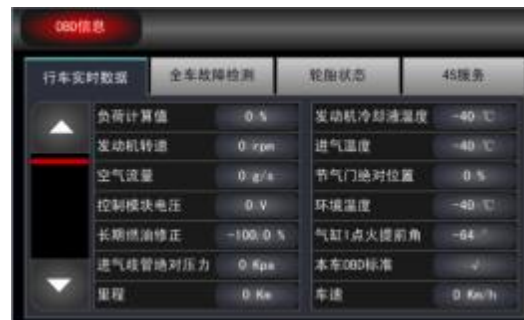 OBD信息
行车实时数据 全车故障检测 轮胎状态 4S服务
负荷计算值 0 % 发动机冷却液温度 -40 ℃
发动机转速 0 rpm 进气温度 -40 ℃
空气流量 0 g/s 节气门绝对位置 0 %
控制模块电压 0 V 环境温度 -40 ℃
长期燃油修正 -100.0 % 气缸1点火提前角 -64 °
进气歧管绝对压力 0 Kpa 本车OBD标准 -/
里程 0 Km 车速 0 Km/h